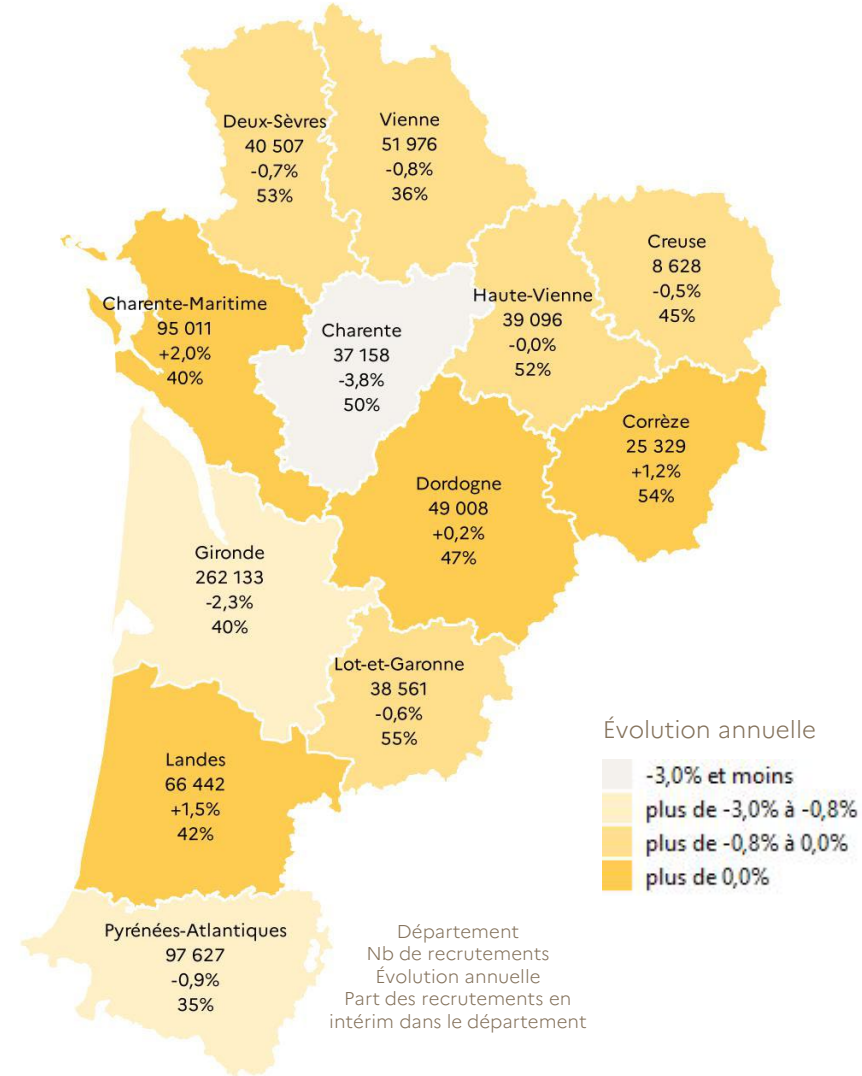 Deux-Sèvres
40 507
-0,7%
53%
Vienne
51 976
-0,8%
36%
Creuse
8 628
-0,5%
45%
Charente-Maritime
95 011
+2,0%
40%
Charente
37 158
-3,8%
50%
Haute-Vienne
39 096
-0,0%
52%
Corrèze
25 329
+1,2%
54%
Dordogne
49 008
+0,2%
47%
Gironde
262 133
-2,3%
40%
Lot-et-Garonne
38 561
-0,6%
55%
Landes
66 442
+1,5%
42%
Pyrénées-Atlantiques
97 627
-0,9%
35%
Évolution annuelle
-3,0% et moins
plus de -3,0% à -0,8%
plus de -0,8% à 0,0%
plus de 0,0%
Département
Nb de recrutements
Évolution annuelle
Part des recrutements en
intérim dans le département